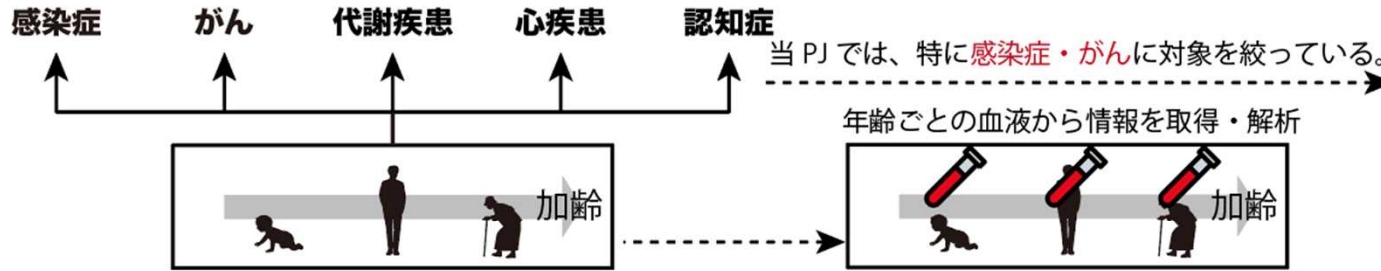 感染症 がん 代謝疾患 心疾患 認知症
当PJでは、特に感染症・がんに対象を絞っている。
年齢ごとの血液から情報を取得・解析
加齢
加齢